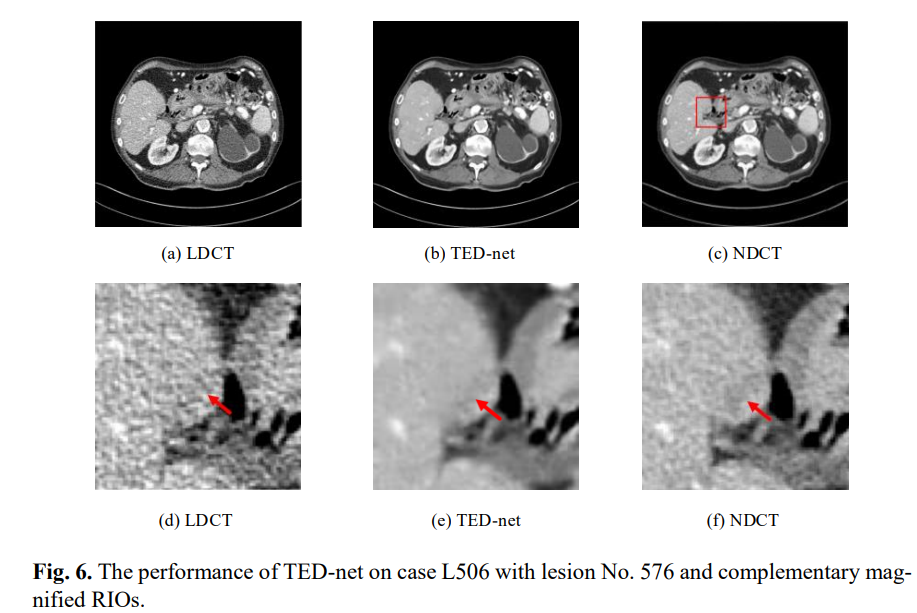 (a) LDCT
(b) TED-net
(c) NDCT
(d) LDCT
(e) TED-net
(f) NDCT
Fig. 6. The performance of TED-net on case L506 with lesion No. 576 and complementary mag-
nified RIOs.